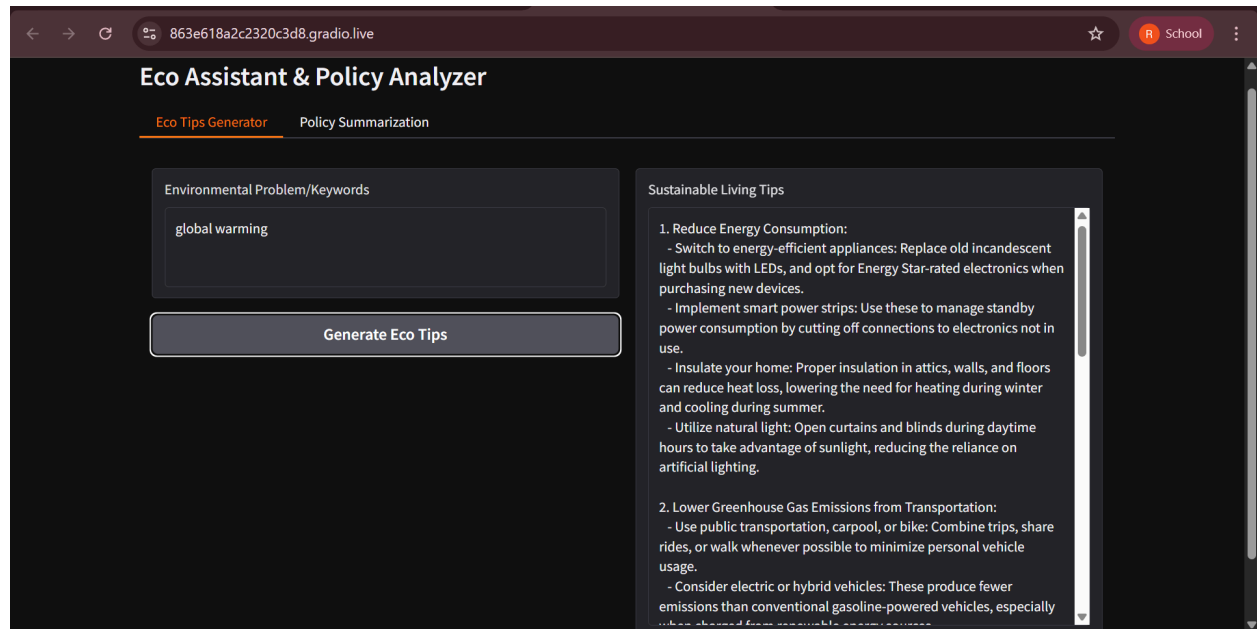 863e618a2c2320c3d8.gradio.live
R School
Eco Assistant & Policy Analyzer
Eco Tips Generator Policy Summarization
Environmental Problem/Keywords
global warming
Generate Eco Tips
Sustainable Living Tips
1. Reduce Energy Consumption:
- Switch to energy-efficient appliances: Replace old incandescent
light bulbs with LEDs, and opt for Energy Star-rated electronics when
purchasing new devices.
- Implement smart power strips: Use these to manage standby
power consumption by cutting off connections to electronics not in
use.
- Insulate your home: Proper insulation in attics, walls, and floors
can reduce heat loss, lowering the need for heating during winter
and cooling during summer.
- Utilize natural light: Open curtains and blinds during daytime
hours to take advantage of sunlight, reducing the reliance on
artificial lighting.
2. Lower Greenhouse Gas Emissions from Transportation:
- Use public transportation, carpool, or bike: Combine trips, share
rides, or walk whenever possible to minimize personal vehicle
usage.
- Consider electric or hybrid vehicles: These produce fewer
emissions than conventional gasoline-powered vehicles, especially
when charged from renewable energy sources.